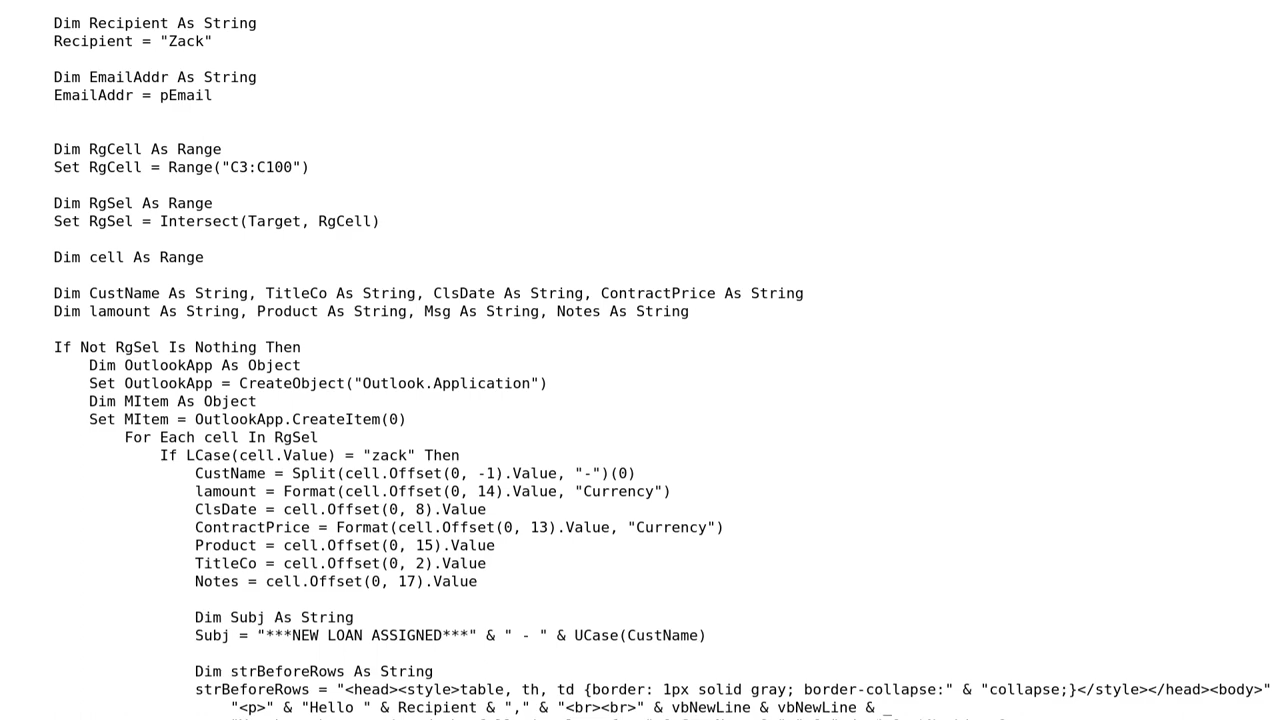 Dim Recipient As String
Recipient = "Zack"
Dim EmailAddr As String
EmailAddr = pEmail
Dim RgCell As Range
Set RgCell = Range("C3:C100")
Dim RgSel As Range
Set RgSel = Intersect(Target, RgCell)
Dim cell As Range
Dim CustName As String, TitleCo As String, ClsDate As String, ContractPrice As String
Dim lamount As String, Product As String, Msg As String, Notes As String
If Not RgSel Is Nothing Then
Dim OutlookApp As Object
Set OutlookApp = CreateObject("Outlook.Application")
Dim MItem As Object
Set MItem = OutlookApp.CreateItem(0)
For Each cell In RgSel
If LCase(cell.Value) = "zack" Then
CustName = Split(cell.Offset(0, -1).Value, "-")(0)
lamount = Format(cell.Offset(0, 14).Value, "Currency")
ClsDate = cell.Offset(0, 8).Value
ContractPrice = Format(cell.Offset(0, 13).Value, "Currency")
Product = cell.Offset(0, 15).Value
TitleCo = cell.Offset(0, 2).Value
Notes = cell.Offset(0, 17).Value
Dim Subj As String
Subj = "***NEW LOAN ASSIGNED***" & " - " & UCase(CustName)
Dim strBeforeRows As String
strBeforeRows = "<head><style>table, th, td {border: 1px solid gray; border-collapse:" & "collapse;}</style></head><body>"
"<p>" & "Hello " & Recipient & "," & "<br><br>" & vbNewLine & vbNewLine & _